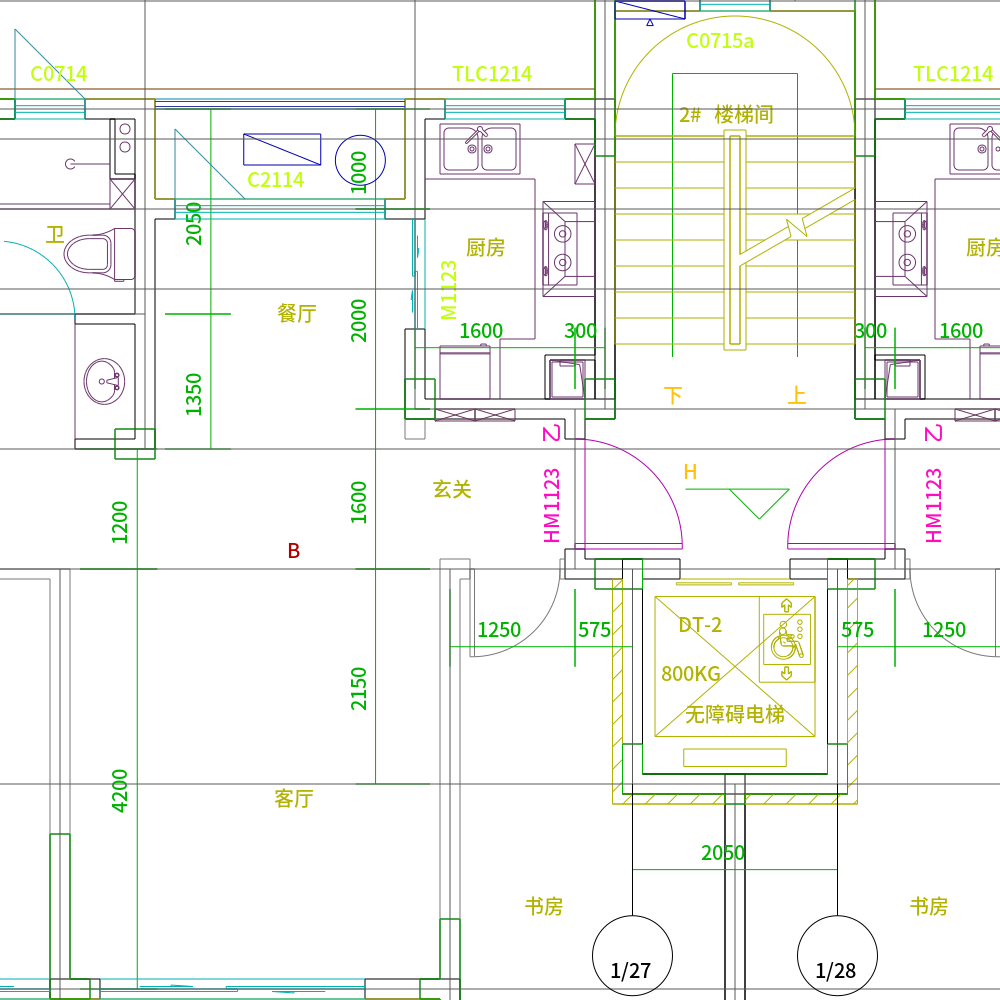 C0715a
C0714
TLC1214
TLC1214
2# 楼梯间
C2114
1000
2050
卫
厨房
厨房
M1123
餐厅
2000
1600
300
300
1600
1350
下
上
HM1123
乙
HM1123
乙
H
玄关
1600
1200
B
1250
575
DT-2
575
1250
800KG
2150
无障碍电梯
4200
客厅
2050
书房
书房
1/27
1/28